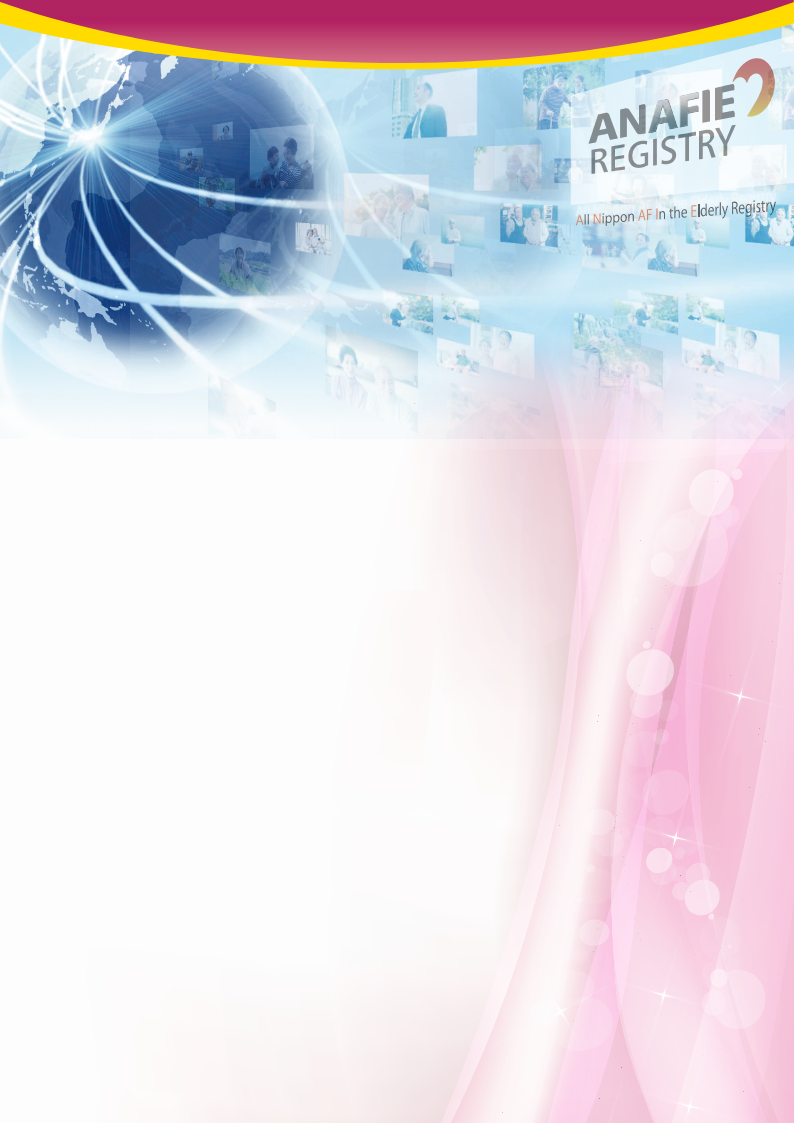 ANAFIE
REGISTRY
All Nippon AF In the Elderly Registry